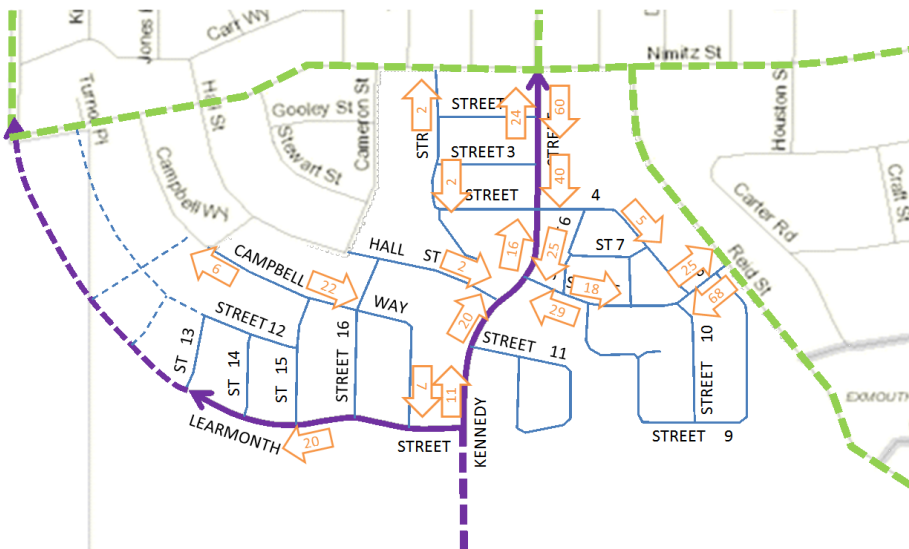 Carr Wy
Nimitz St
Jones
Turno Pl
Hall St
Gooley St
Stewart St
Cameron St
Campbell Wy
Houston S
Carter Rd
Craft St
Reid St
EXMOUTH
STREET
STR
STREE
STREET 3
STREET 4
6
ST 7
HALL ST
CAMPBELL WAY
STREET 12
ST 13
ST 14
ST 15
STREET 16
STREET 11
STREET 10
STREET 9
LEARMONTH STREET
KENNEDY
2
24
60
2
40
5
16
25
2
18
29
25
68
6
22
20
7
11
20